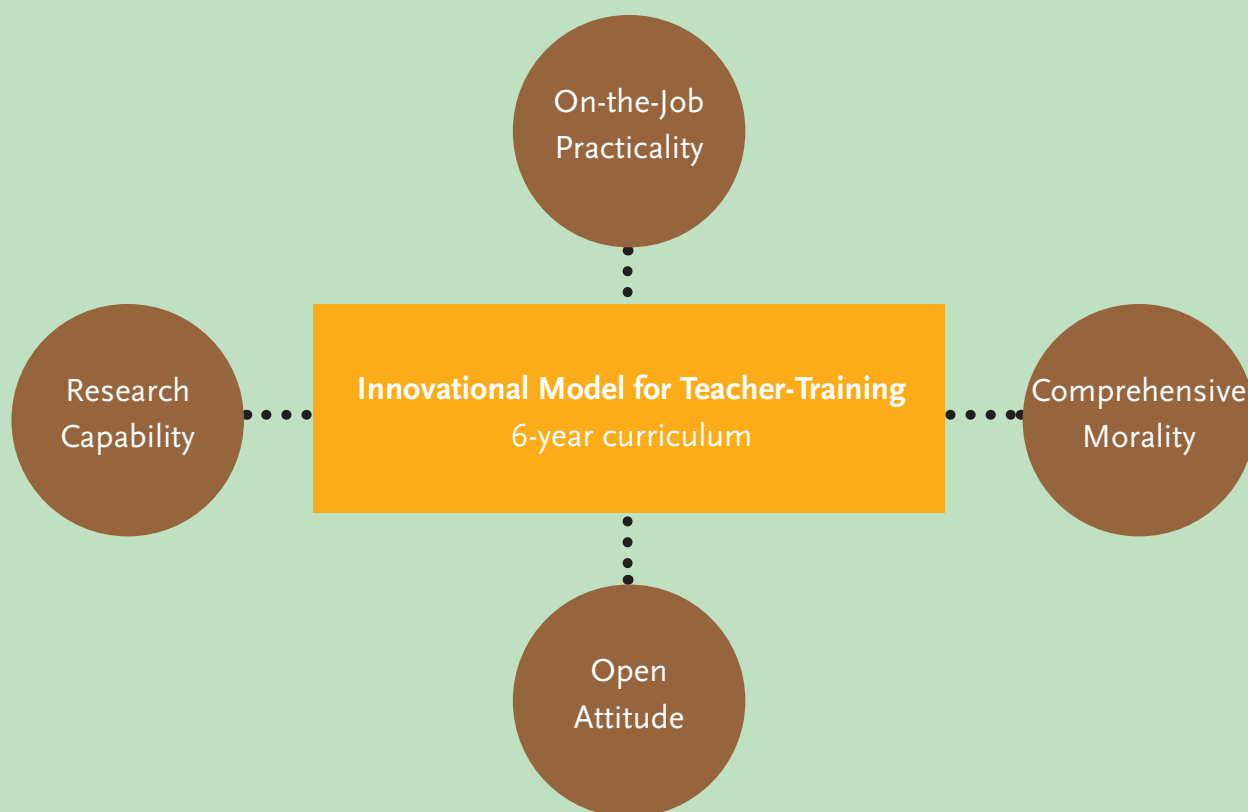 On-the-Job
Practicality
Research
Capability
Innovational Model for Teacher-Training
6-year curriculum
Comprehensive
Morality
Open
Attitude